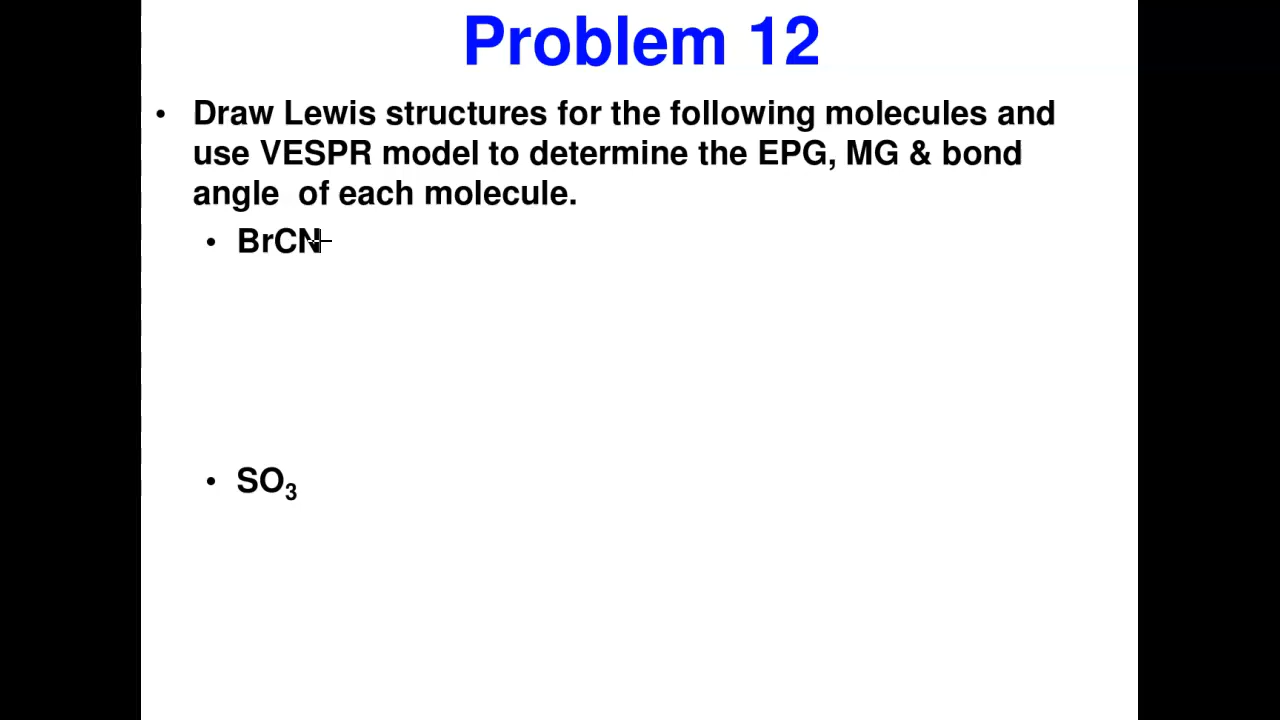 Problem 12
• Draw Lewis structures for the following molecules and
use VESPR model to determine the EPG, MG & bond
angle of each molecule.
• BrCN
• SO₃